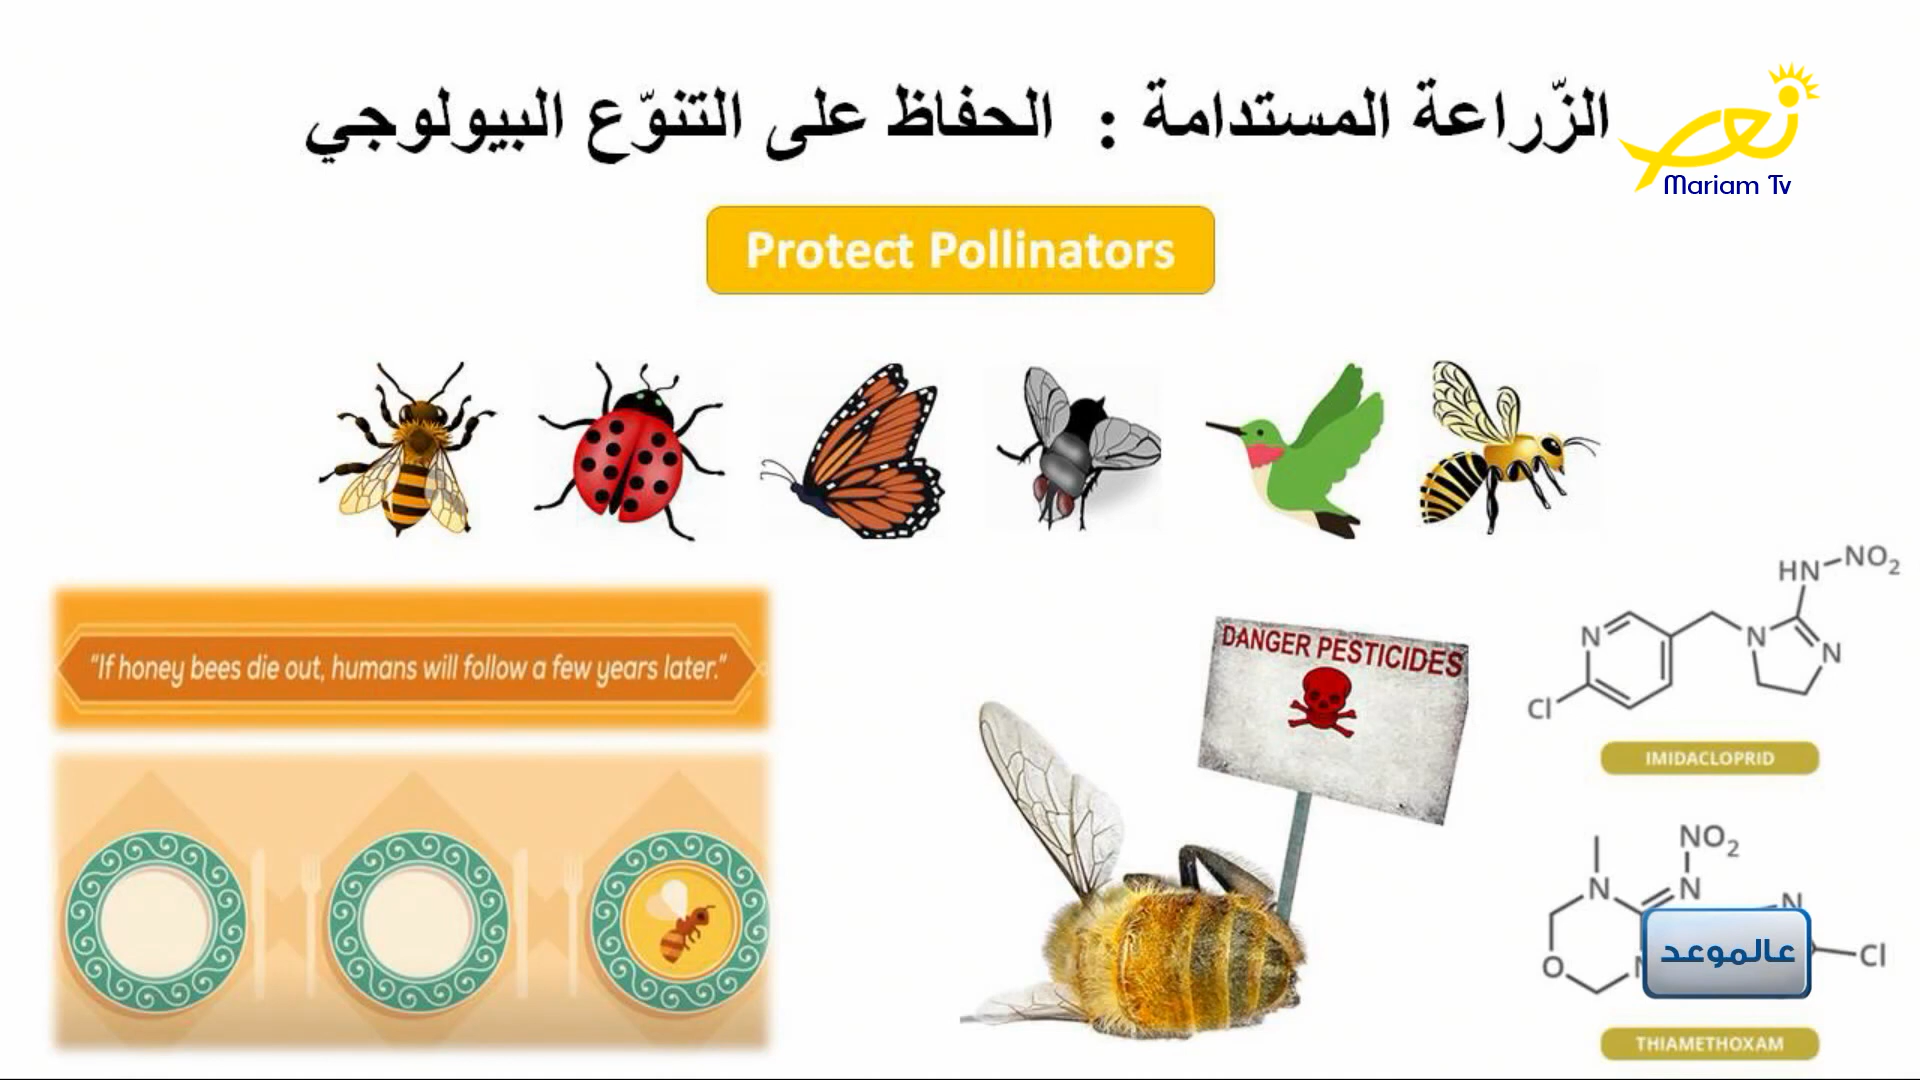 الزّراعة المستدامة : الحفاظ على التنوّع البيولوجي
نعم
Mariam Tv
Protect Pollinators
"If honey bees die out, humans will follow a few years later."
DANGER PESTICIDES
HN NO2
N
N
N
Cl
IMIDACLOPRID
NO2
N
N
N
O
Cl
عالموعد
THIAMETHOXAM